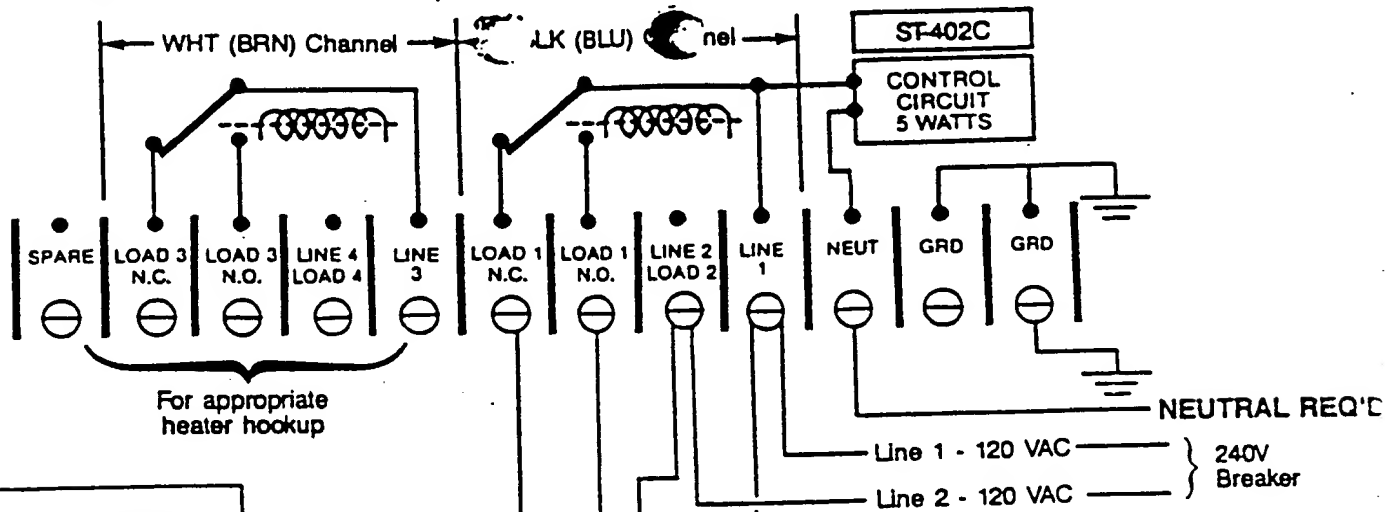 WHT (BRN) Channel
(BLU)
ST-402C
CONTROL
CIRCUIT
5 WATTS
SPARE
LOAD 3
N.C.
LOAD 3
N.O.
LINE 4
LOAD 4
LINE
3
LOAD 1
N.C.
LOAD 1
N.O.
LINE 2
LOAD 2
LINE
1
NEUT
GRD
GRD
For appropriate
heater hookup
NEUTRAL REQ'D
Line 1 - 120 VAC
Line 2 - 120 VAC
240V
Breaker